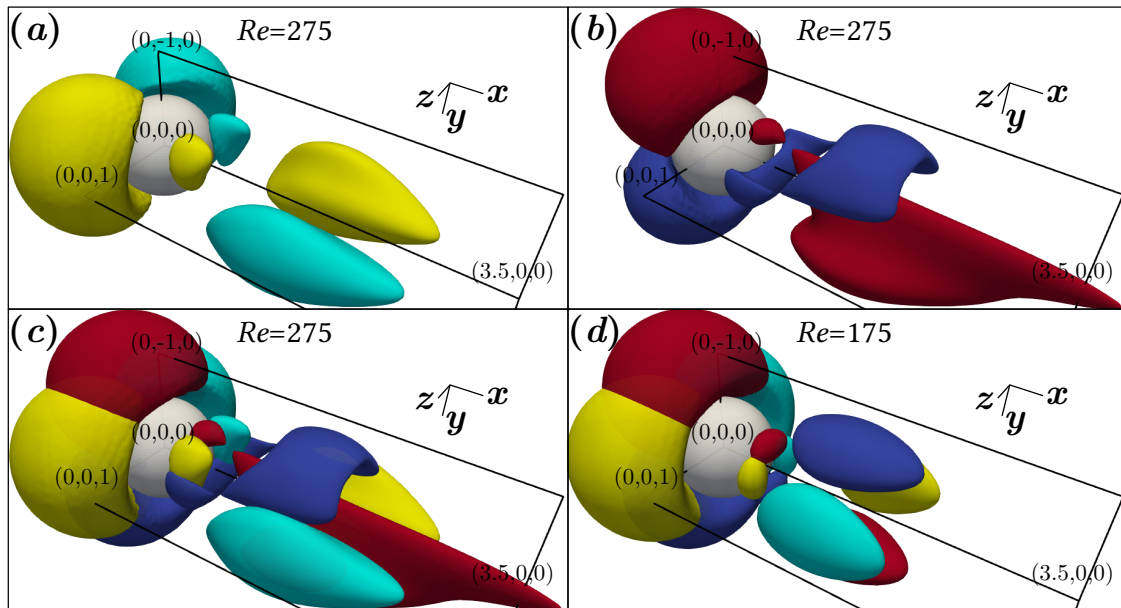 (a) Re=275
(0,-1,0)
z y x
(0,0,0)
(0,0,1)
(3.5,0,0)
(b) Re=275
(0,-1,0)
z y x
(0,0,0)
(0,0,1)
(3.5,0,0)
(c) Re=275
(0,-1,0)
z y x
(0,0,0)
(0,0,1)
(3.5,0,0)
(d) Re=175
(0,-1,0)
z y x
(0,0,0)
(0,0,1)
(3.5,0,0)